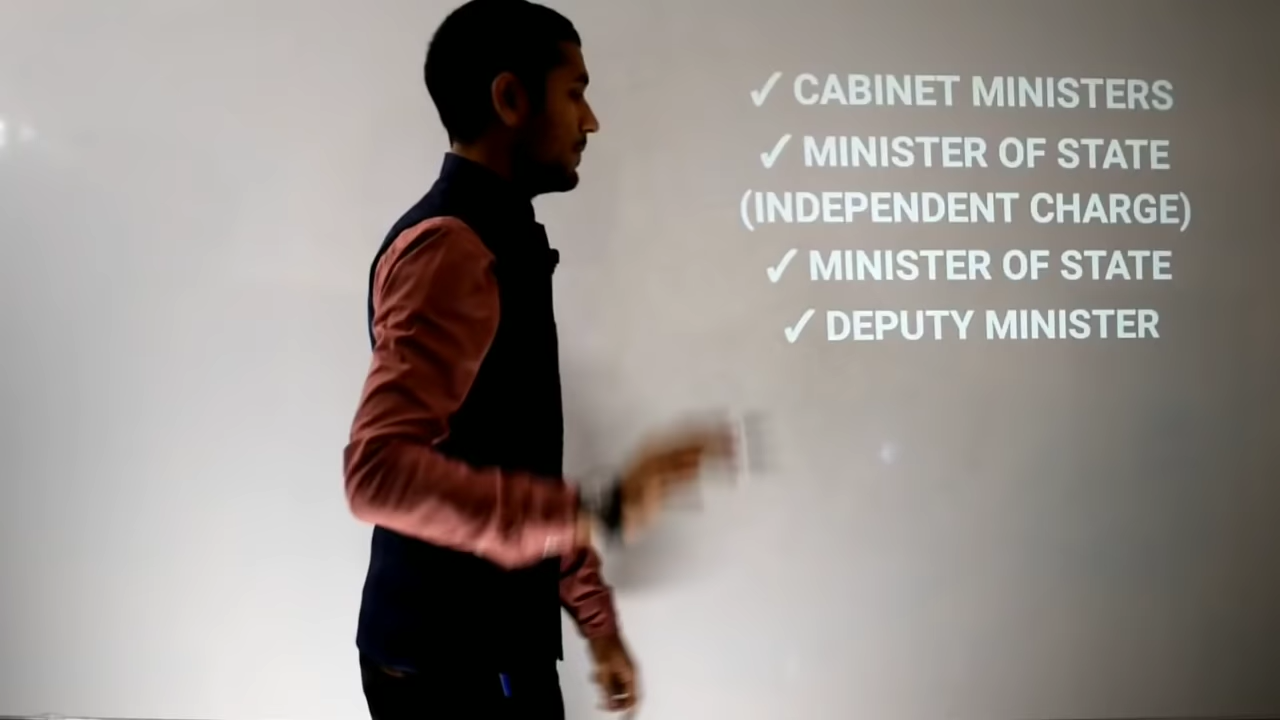 ✓ CABINET MINISTERS
✓ MINISTER OF STATE
(INDEPENDENT CHARGE)
✓ MINISTER OF STATE
✓ DEPUTY MINISTER